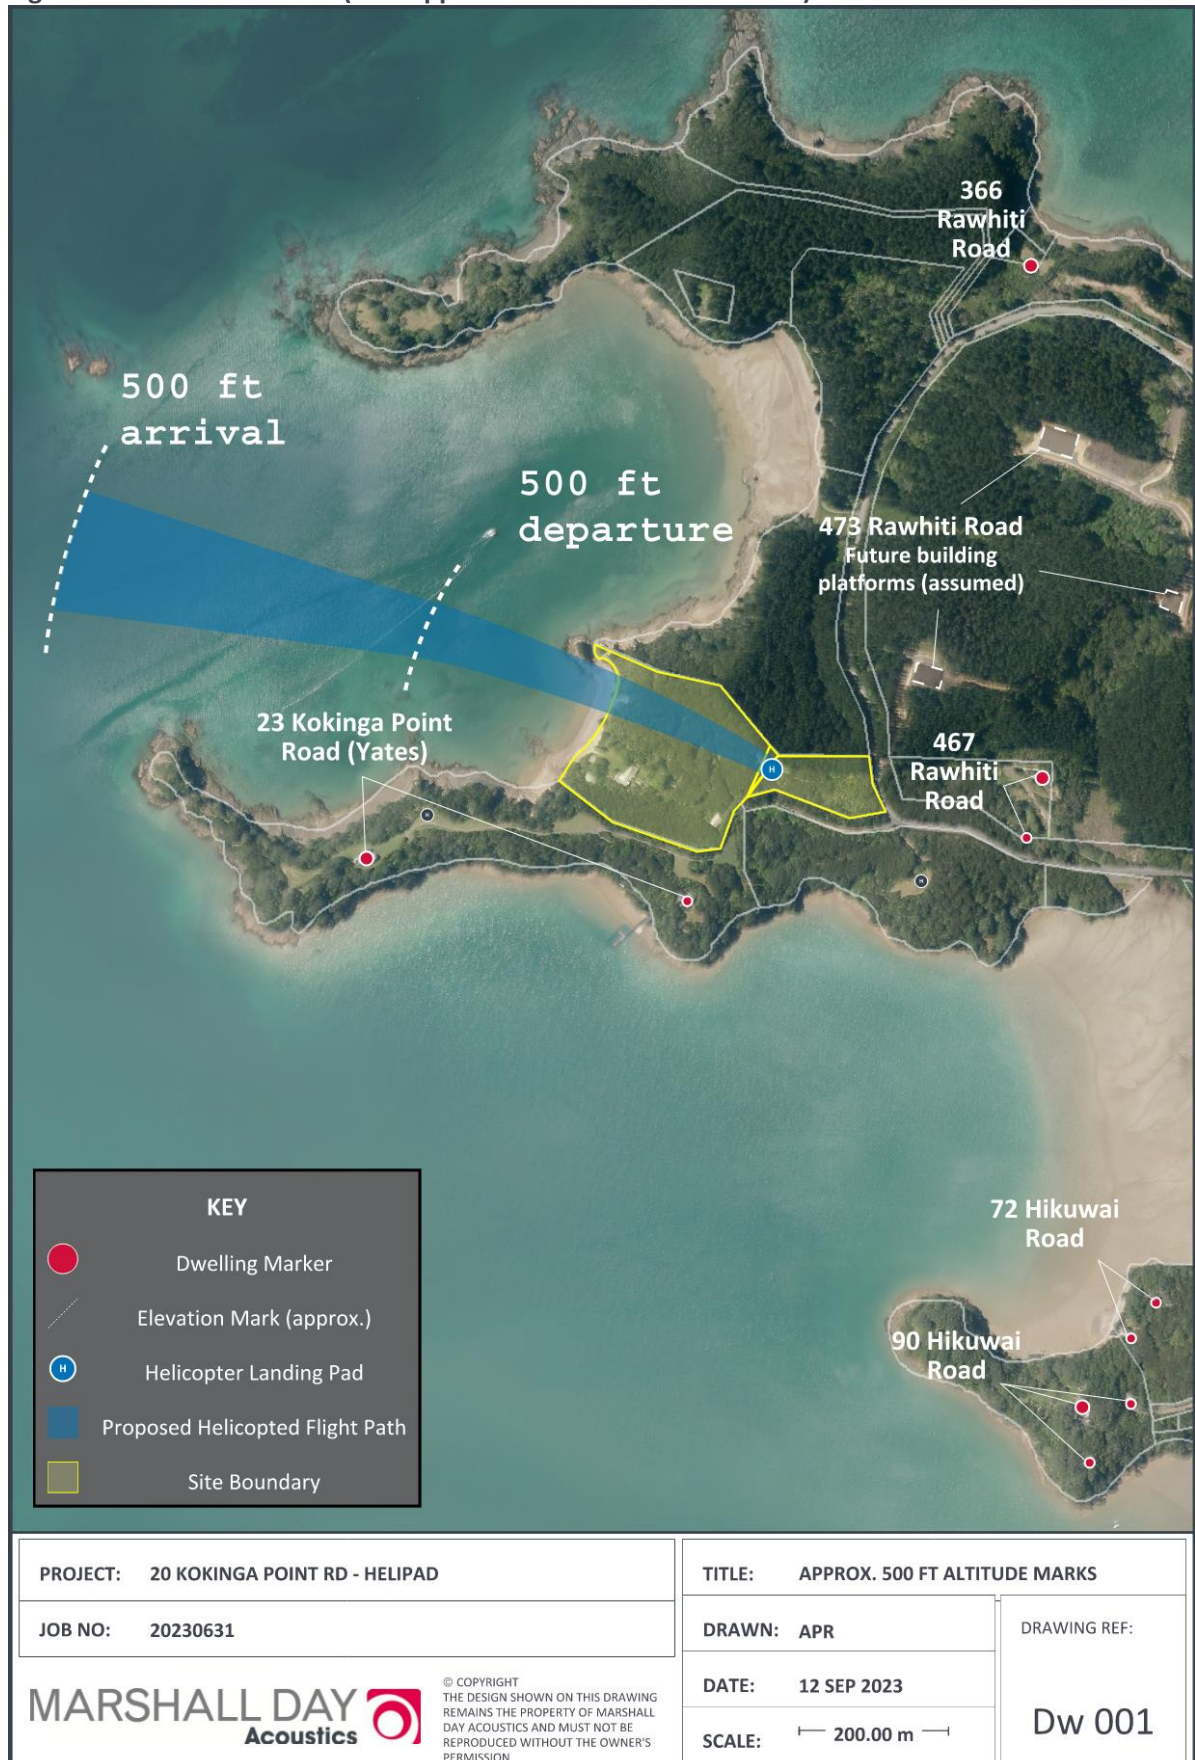 366
Rawhiti
Road
500 ft
arrival
500 ft
departure
473 Rawhiti Road
Future building
platforms (assumed)
23 Kokinga Point
Road (Yates)
467
Rawhiti
Road
H
H
H
72 Hikuwai
Road
90 Hikuwai
Road
KEY
Dwelling Marker
Elevation Mark (approx.)
H
Helicopter Landing Pad
Proposed Helicopted Flight Path
Site Boundary
PROJECT: 20 KOKINGA POINT RD - HELIPAD
JOB NO: 20230631
MARSHALL DAY
Acoustics
© COPYRIGHT
THE DESIGN SHOWN ON THIS DRAWING
REMAINS THE PROPERTY OF MARSHALL
DAY ACOUSTICS AND MUST NOT BE
REPRODUCED WITHOUT THE OWNER'S
PERMISSION
TITLE: APPROX. 500 FT ALTITUDE MARKS
DRAWN: APR
DATE: 12 SEP 2023
SCALE: 200.00 m
DRAWING REF:
Dw 001